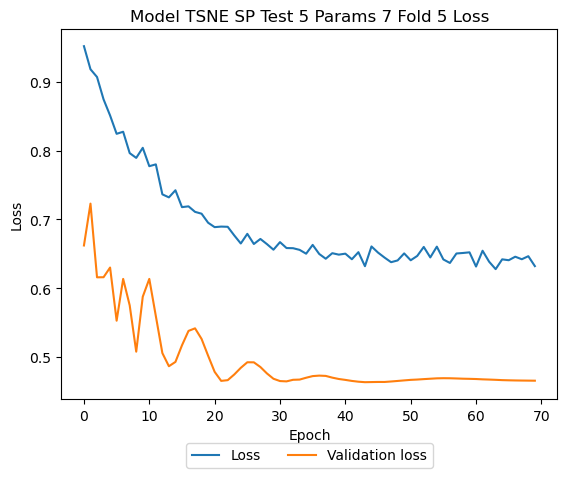 Model TSNE SP Test 5 Params 7 Fold 5 Loss
Loss
0.9
0.8
0.7
0.6
0.5
0 10 20 30 40 50 60 70
Epoch
Loss Validation loss